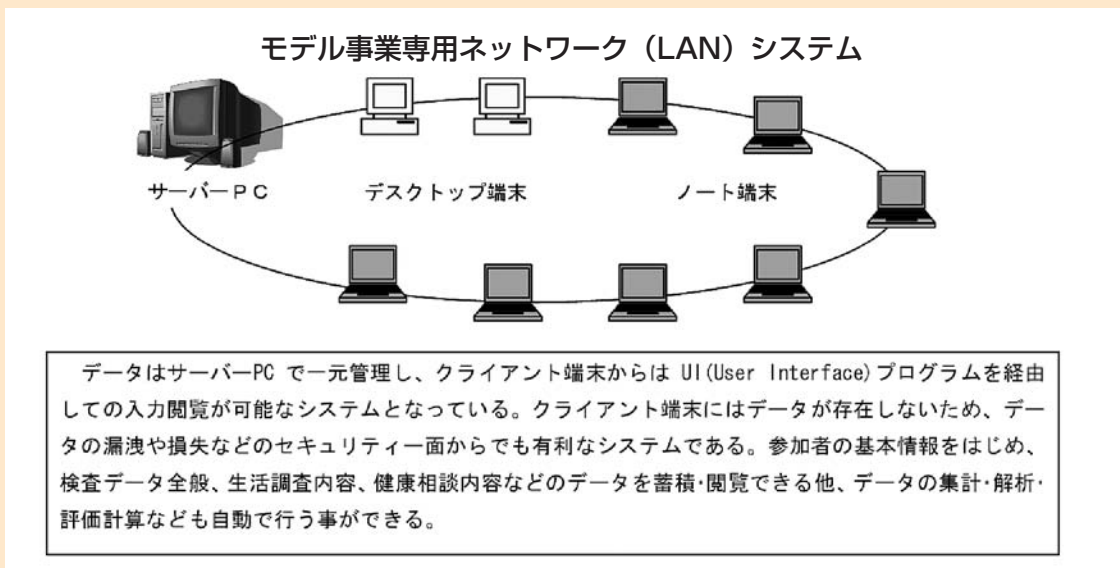 モデル事業専用ネットワーク（LAN）システム
サーバーＰＣ
デスクトップ端末
ノート端末
データはサーバーPC で一元管理し、クライアント端末からは UI(User Interface)プログラムを経由
しての入力閲覧が可能なシステムとなっている。クライアント端末にはデータが存在しないため、デー
タの漏洩や損失などのセキュリティー面からでも有利なシステムである。参加者の基本情報をはじめ、
検査データ全般、生活調査内容、健康相談内容などのデータを蓄積･閲覧できる他、データの集計･解析･
評価計算なども自動で行う事ができる。